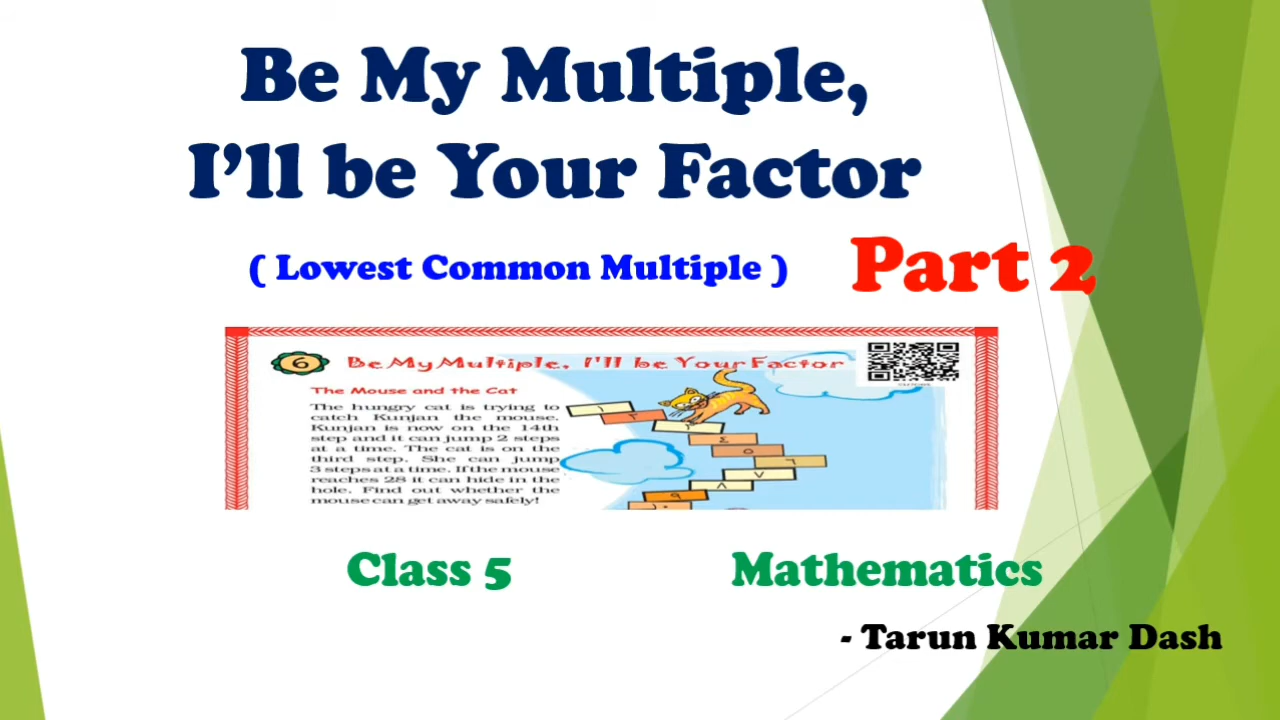 Be My Multiple,
I'll be Your Factor
( Lowest Common Multiple ) Part 2
6 Be My Multiple, I'll be Your Factor
The Mouse and the Cat
The hungry cat is trying to
catch Kunjan the mouse.
Kunjan is now on the 14th
step and it can jump 2 steps
at a time. The cat is on the
third step. She can jump
3 steps at a time. If the mouse
reaches 28 it can hide in the
hole. Find out whether the
mouse can get away safely!
Class 5 Mathematics
- Tarun Kumar Dash